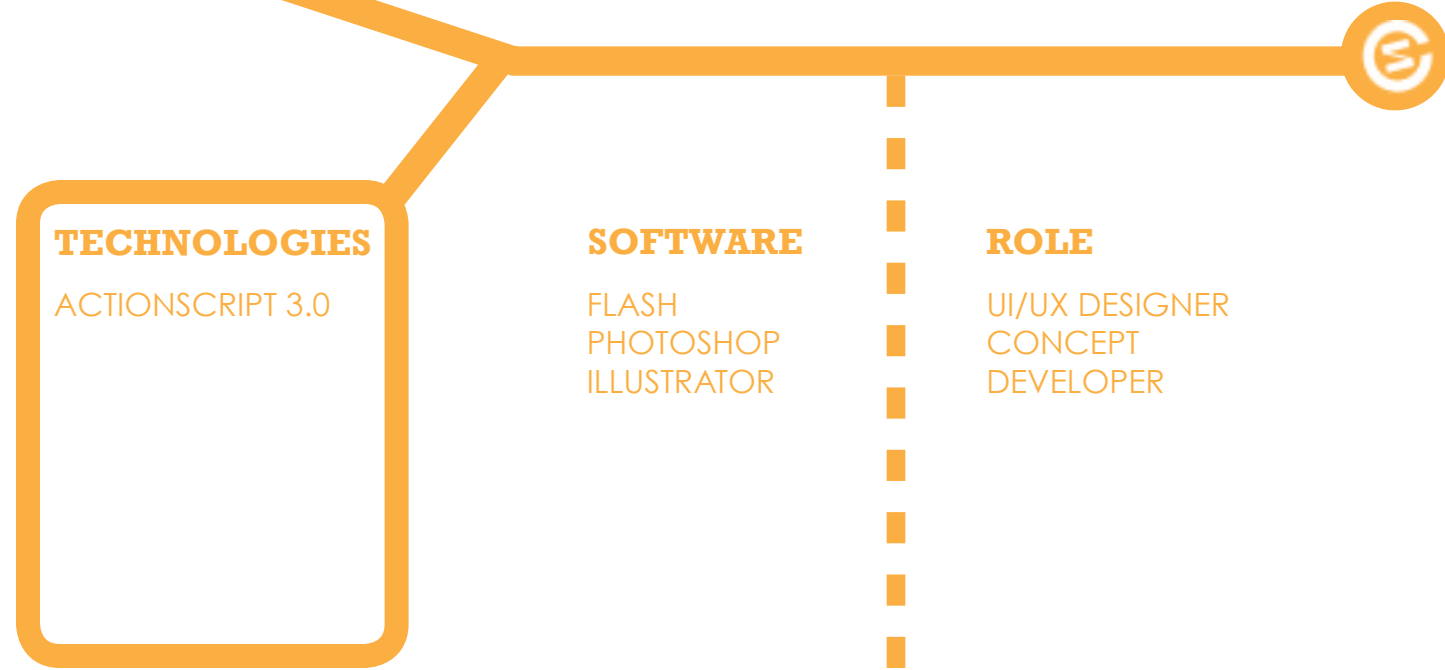 TECHNOLOGIES
ACTIONSCRIPT 3.0
SOFTWARE
FLASH
PHOTOSHOP
ILLUSTRATOR
ROLE
UI/UX DESIGNER
CONCEPT
DEVELOPER